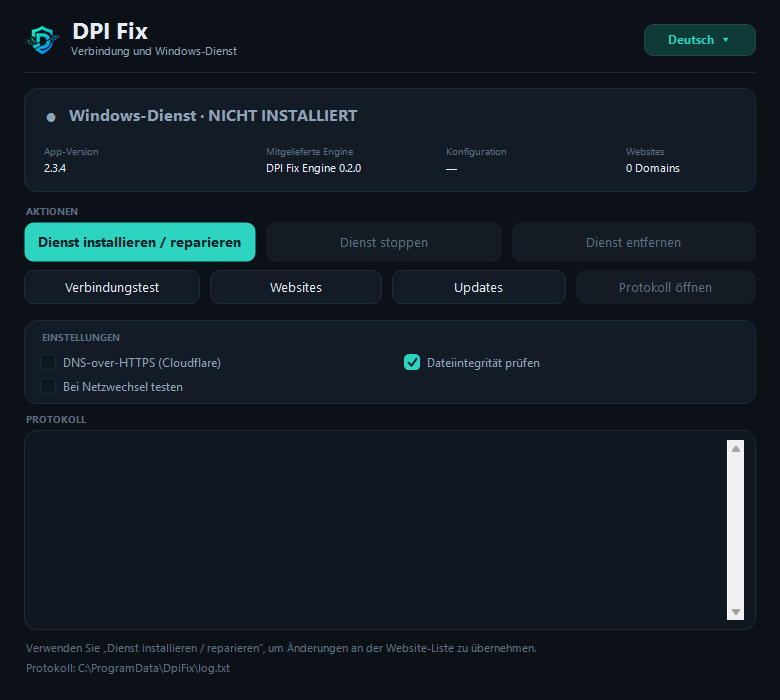 DPI Fix
Verbindung und Windows-Dienst
Deutsch
Windows-Dienst · NICHT INSTALLIERT
App-Version
Mitgelieferte Engine
Konfiguration
Websites
2.3.4
DPI Fix Engine 0.2.0
—
0 Domains
AKTIONEN
Dienst installieren / reparieren
Dienst stoppen
Dienst entfernen
Verbindungstest
Websites
Updates
Protokoll öffnen
EINSTELLUNGEN
DNS-over-HTTPS (Cloudflare)
Dateiintegrität prüfen
Bei Netzwechsel testen
PROTOKOLL
Verwenden Sie „Dienst installieren / reparieren“, um Änderungen an der Website-Liste zu übernehmen.
Protokoll: C:\ProgramData\DpiFix\log.txt